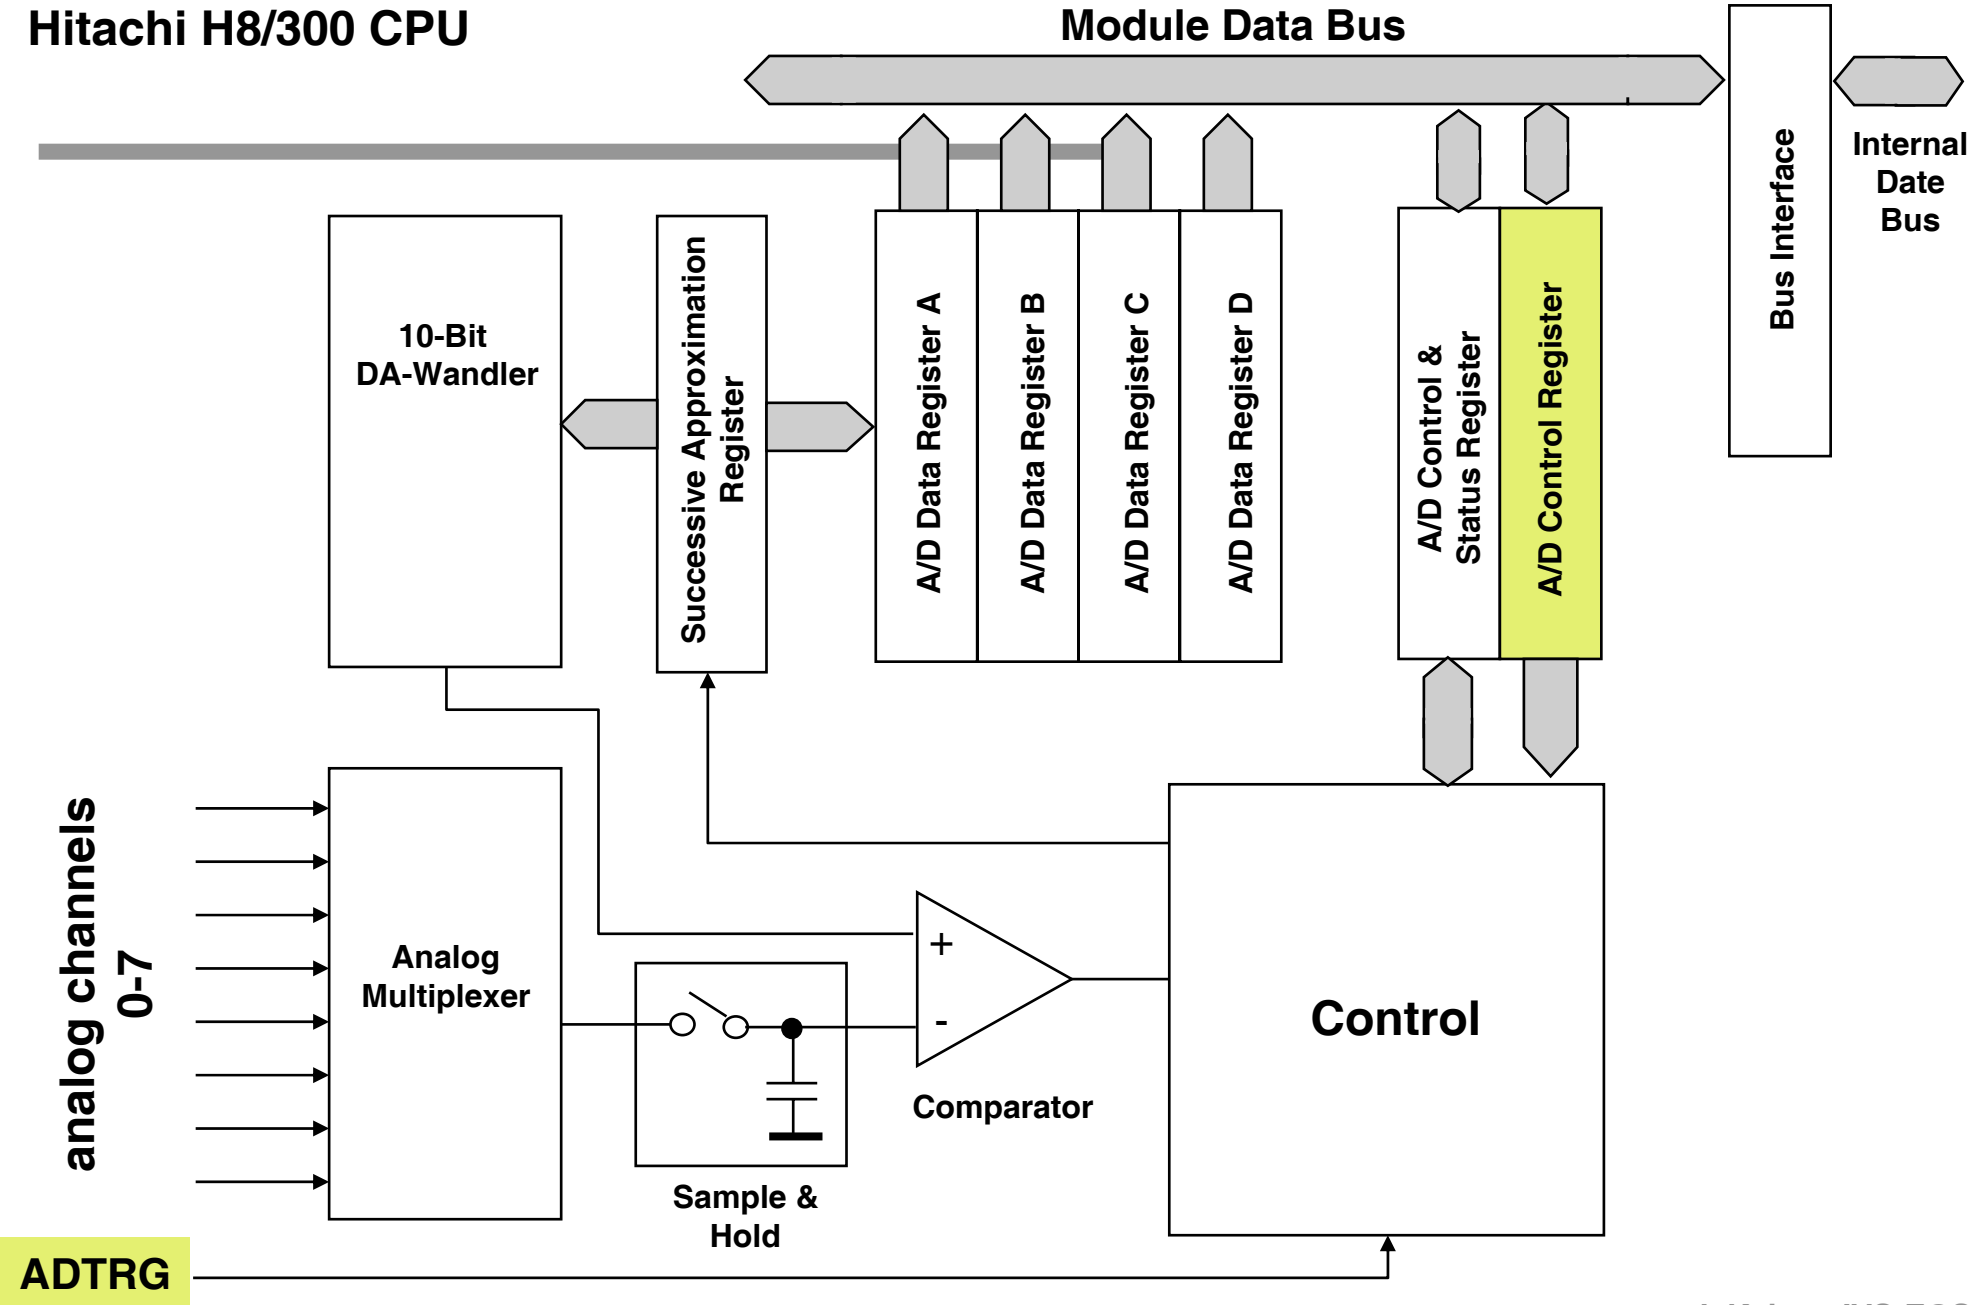 Hitachi H8/300 CPU
Module Data Bus
Bus Interface
Internal
Date
Bus
10-Bit
DA-Wandler
Successive Approximation
Register
A/D Data Register A
A/D Data Register B
A/D Data Register C
A/D Data Register D
A/D Control &
Status Register
A/D Control Register
analog channels
0-7
Analog
Multiplexer
+
-
Comparator
Sample &
Hold
Control
ADTRG